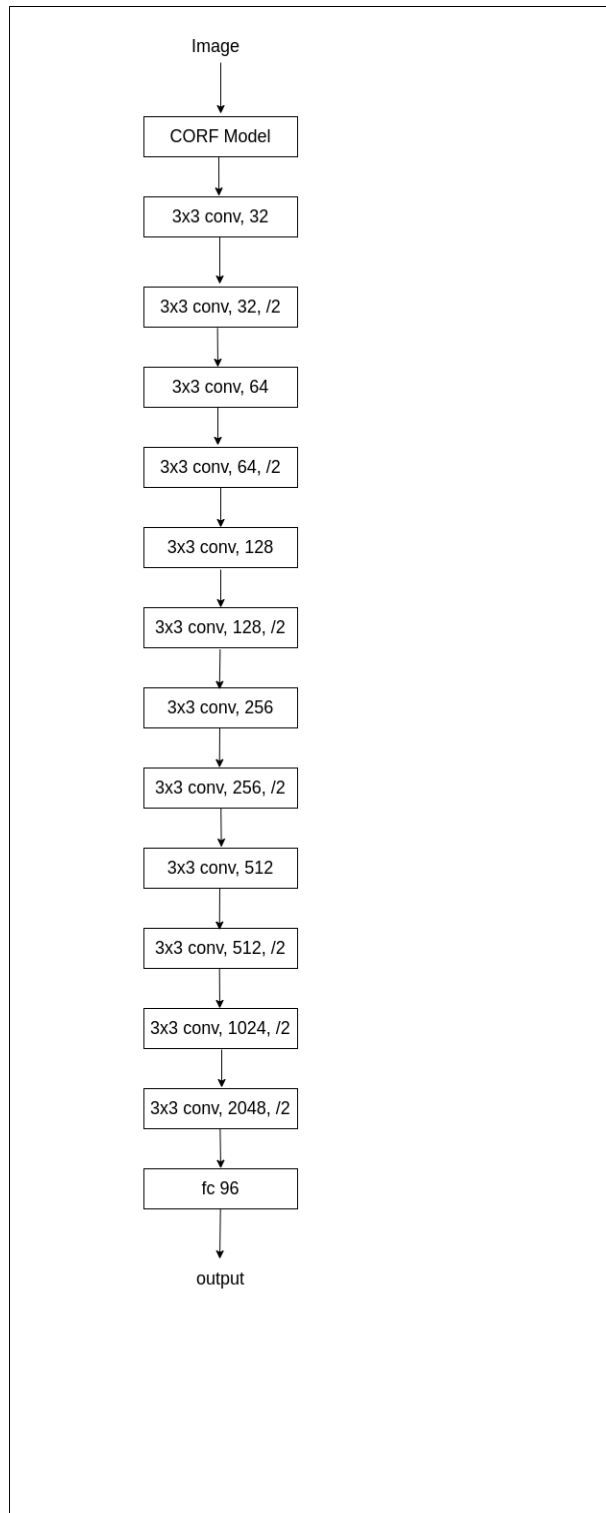 Image
CORF Model
3x3 conv, 32
3x3 conv, 32, /2
3x3 conv, 64
3x3 conv, 64, /2
3x3 conv, 128
3x3 conv, 128, /2
3x3 conv, 256
3x3 conv, 256, /2
3x3 conv, 512
3x3 conv, 512, /2
3x3 conv, 1024, /2
3x3 conv, 2048, /2
fc 96
output